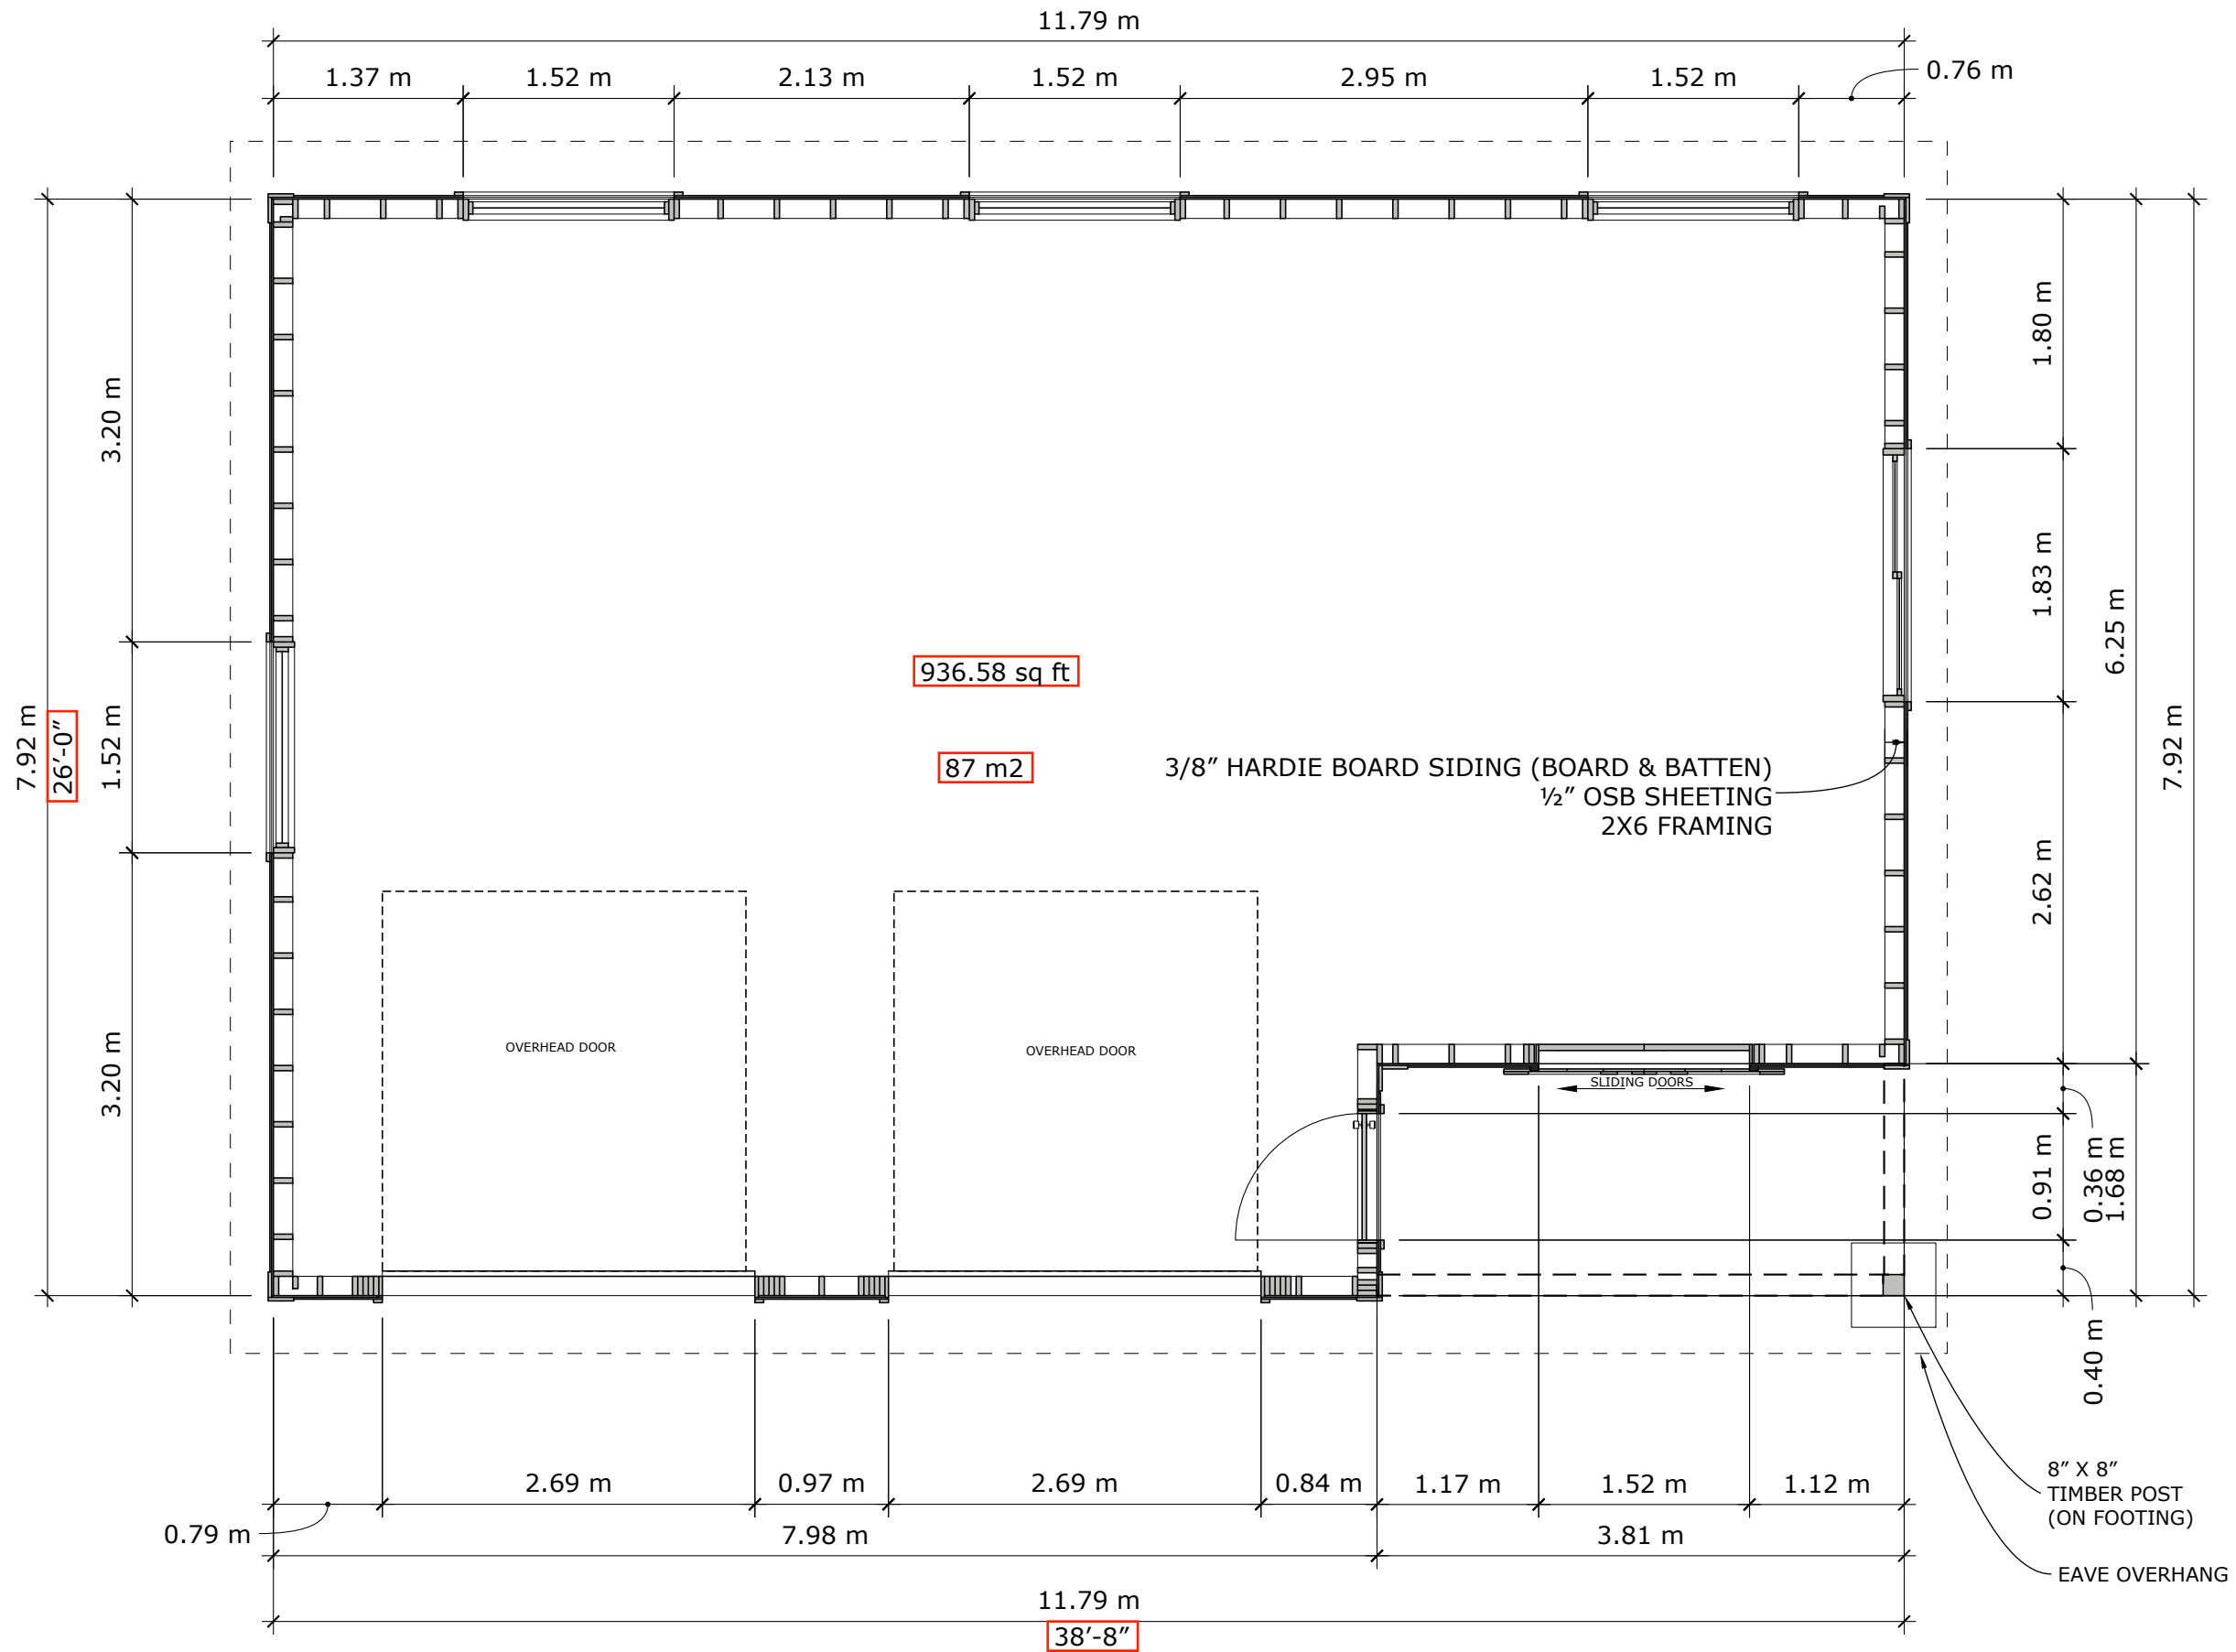 11.79 m
1.37 m
1.52 m
2.13 m
1.52 m
2.95 m
1.52 m
0.76 m
7.92 m
26'-0"
3.20 m
1.52 m
3.20 m
936.58 sq ft
87 m2
3/8" HARDIE BOARD SIDING (BOARD & BATTEN)
½" OSB SHEETING
2X6 FRAMING
1.80 m
1.83 m
2.62 m
6.25 m
7.92 m
OVERHEAD DOOR
OVERHEAD DOOR
SLIDING DOORS
0.91 m
0.36 m
1.68 m
0.40 m
2.69 m
0.97 m
2.69 m
0.84 m
1.17 m
1.52 m
1.12 m
0.79 m
7.98 m
3.81 m
8" X 8"
TIMBER POST
(ON FOOTING)
EAVE OVERHANG
11.79 m
38'-8"